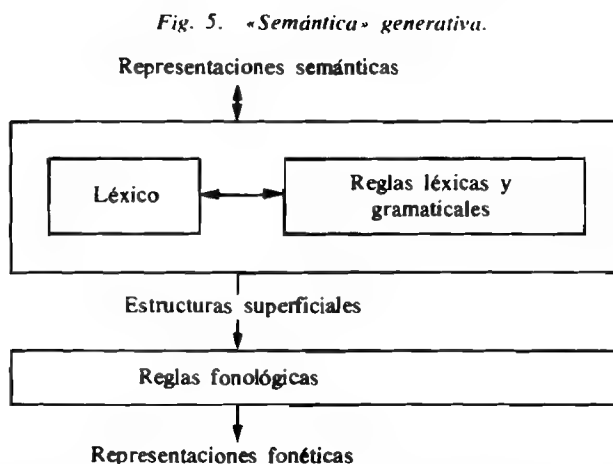 Fig. 5. «Semántica» generativa.
Representaciones semánticas
Léxico
Reglas léxicas y
gramaticales
Estructuras superficiales
Reglas fonológicas
Representaciones fonéticas